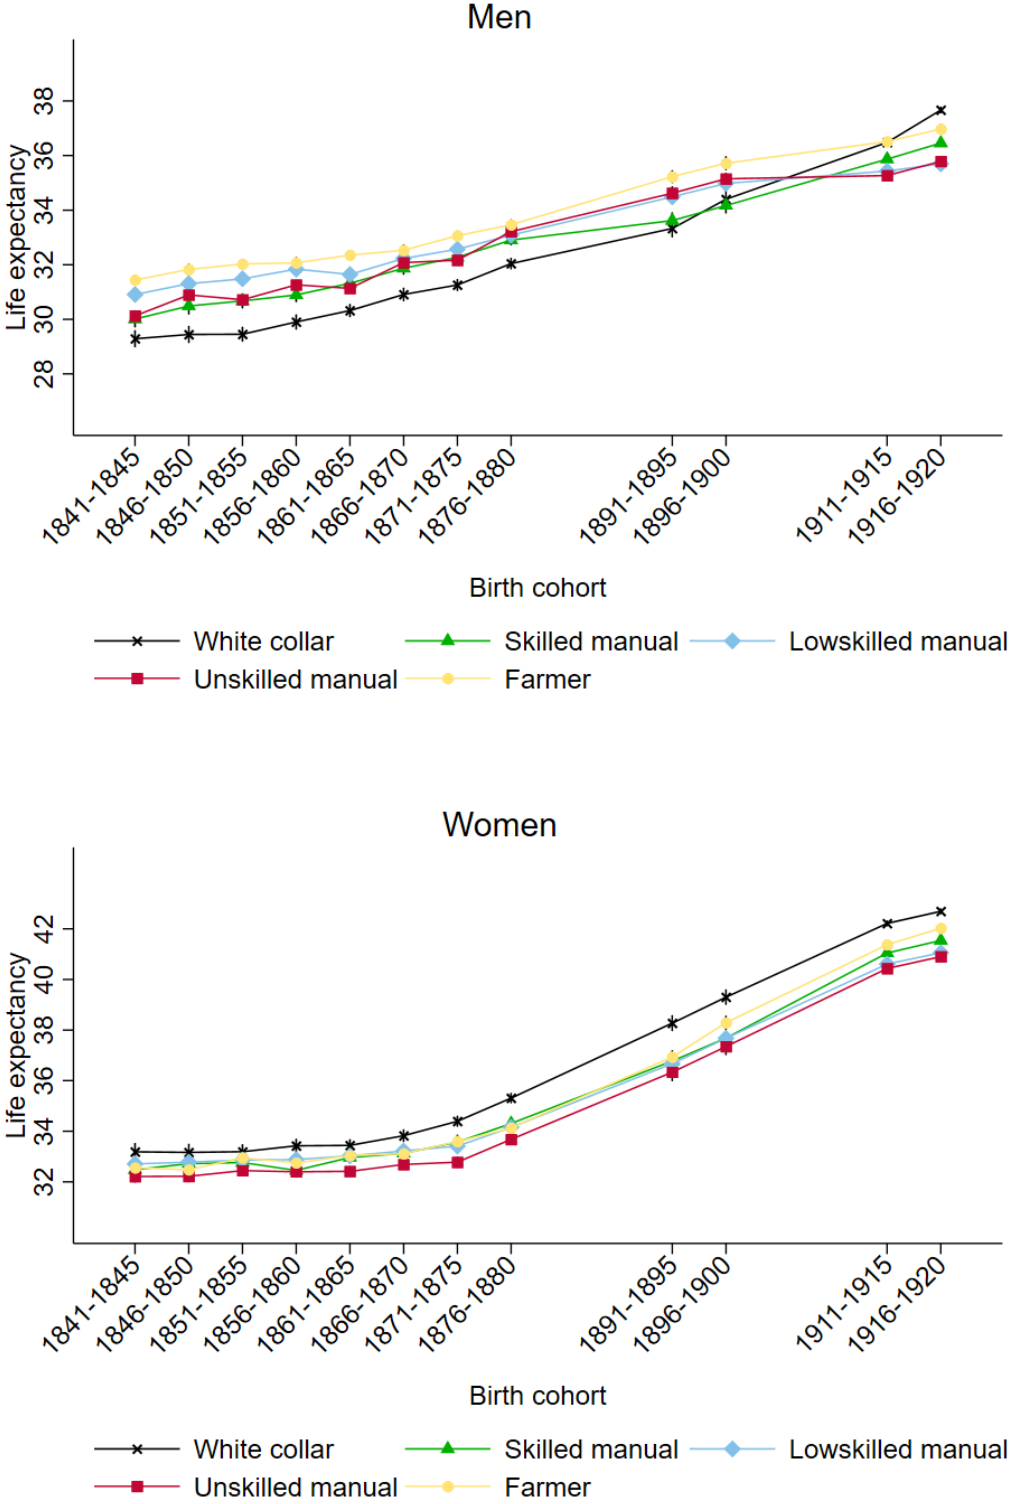 Men
Life expectancy
38
36
34
32
30
28
1841-1845
1846-1850
1851-1855
1856-1860
1861-1865
1866-1870
1871-1875
1876-1880
1891-1895
1896-1900
1911-1915
1916-1920
Birth cohort
White collar
Skilled manual
Lowskilled manual
Unskilled manual
Farmer
Women
Life expectancy
42
40
38
36
34
32
1841-1845
1846-1850
1851-1855
1856-1860
1861-1865
1866-1870
1871-1875
1876-1880
1891-1895
1896-1900
1911-1915
1916-1920
Birth cohort
White collar
Skilled manual
Lowskilled manual
Unskilled manual
Farmer